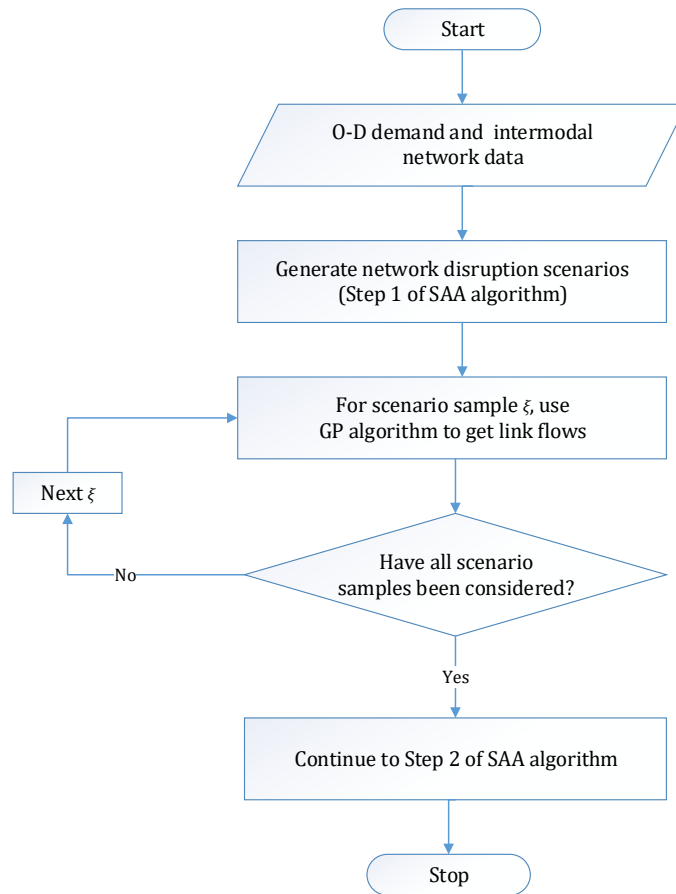 Start
O-D demand and intermodal
network data
Generate network disruption scenarios
(Step 1 of SAA algorithm)
For scenario sample ξ, use
GP algorithm to get link flows
Next ξ
Have all scenario
samples been considered?
No
Yes
Continue to Step 2 of SAA algorithm
Stop